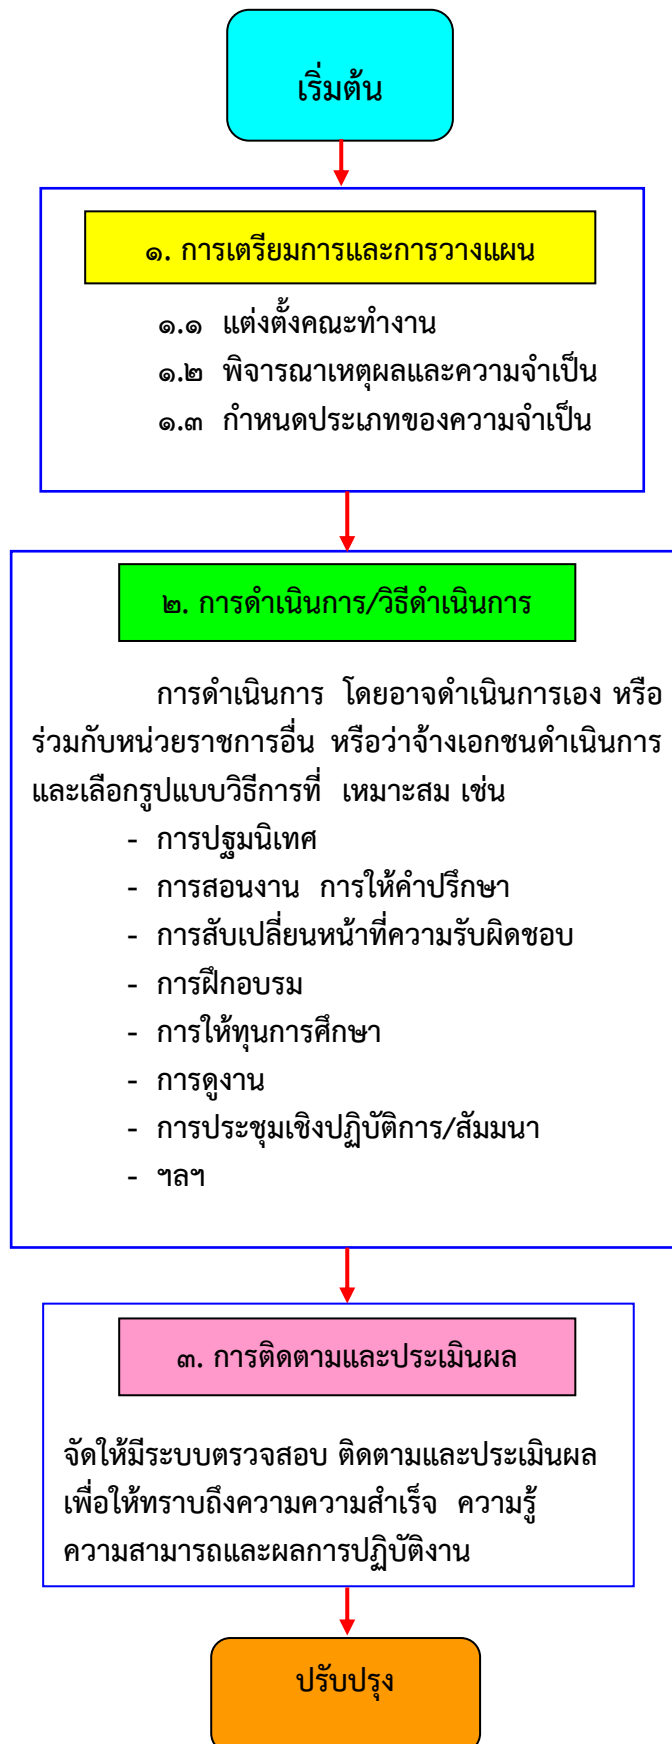 เริ่มต้น
๑. การเตรียมการและการวางแผน
๑.๑ แต่งตั้งคณะทำงาน
๑.๒ พิจารณาเหตุผลและความจำเป็น
๑.๓ กำหนดประเภทของความจำเป็น
๒. การดำเนินการ/วิธีดำเนินการ
การดำเนินการ โดยอาจดำเนินการเอง หรือ
ร่วมกับหน่วยราชการอื่น หรือว่าจ้างเอกชนดำเนินการ
และเลือกรูปแบบวิธีการที่ เหมาะสม เช่น
- การปฐมนิเทศ
- การสอนงาน การให้คำปรึกษา
- การสับเปลี่ยนหน้าที่ความรับผิดชอบ
- การฝึกอบรม
- การให้ทุนการศึกษา
- การดูงาน
- การประชุมเชิงปฏิบัติการ/สัมมนา
- ฯลฯ
๓. การติดตามและประเมินผล
จัดให้มีระบบตรวจสอบ ติดตามและประเมินผล
เพื่อให้ทราบถึงความความสำเร็จ ความรู้
ความสามารถและผลการปฏิบัติงาน
ปรับปรุง